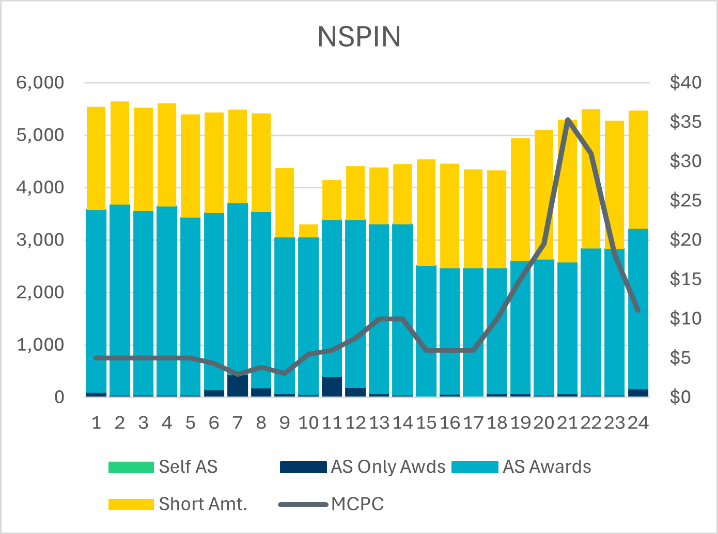 NSPIN
6,000 $40
5,000 $35
4,000 $30
3,000 $25
2,000 $20
1,000 $15
0 $10
$5
$0
1 2 3 4 5 6 7 8 9 10 11 12 13 14 15 16 17 18 19 20 21 22 23 24
Self AS AS Only Awds AS Awards
Short Amt. MCPC